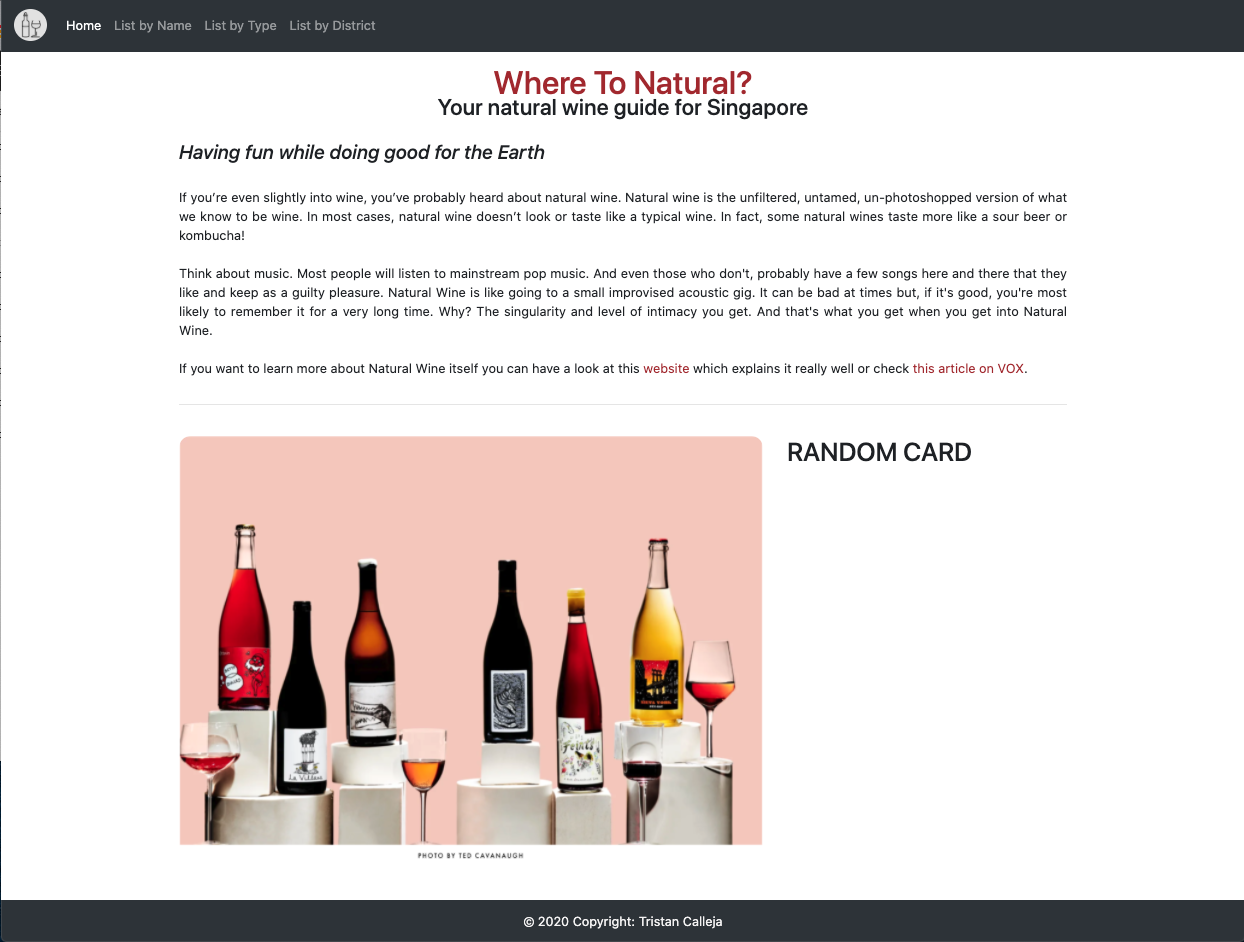 Home List by Name List by Type List by District
Where To Natural?
Your natural wine guide for Singapore
Having fun while doing good for the Earth
If you’re even slightly into wine, you’ve probably heard about natural wine. Natural wine is the unfiltered, untamed, un-photoshopped version of what
we know to be wine. In most cases, natural wine doesn’t look or taste like a typical wine. In fact, some natural wines taste more like a sour beer or
kombucha!
Think about music. Most people will listen to mainstream pop music. And even those who don't, probably have a few songs here and there that they
like and keep as a guilty pleasure. Natural Wine is like going to a small improvised acoustic gig. It can be bad at times but, if it's good, you're most
likely to remember it for a very long time. Why? The singularity and level of intimacy you get. And that's what you get when you get into Natural
Wine.
If you want to learn more about Natural Wine itself you can have a look at this website which explains it really well or check this article on VOX.
RANDOM CARD
La Villana
PHOTO BY TED CAVANAUGH
© 2020 Copyright: Tristan Calleja